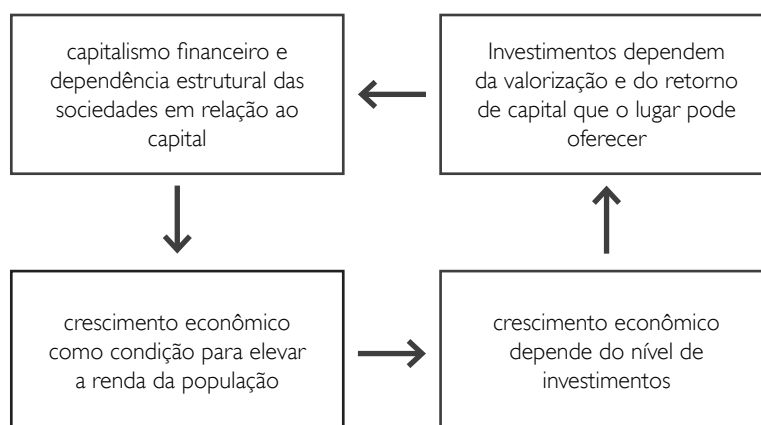 capitalismo financeiro e
dependência estrutural das
sociedades em relação ao
capital
Investimentos dependem
da valorização e do retorno
de capital que o lugar pode
oferecer
crescimento econômico
como condição para elevar
a renda da população
crescimento econômico
depende do nível de
investimentos